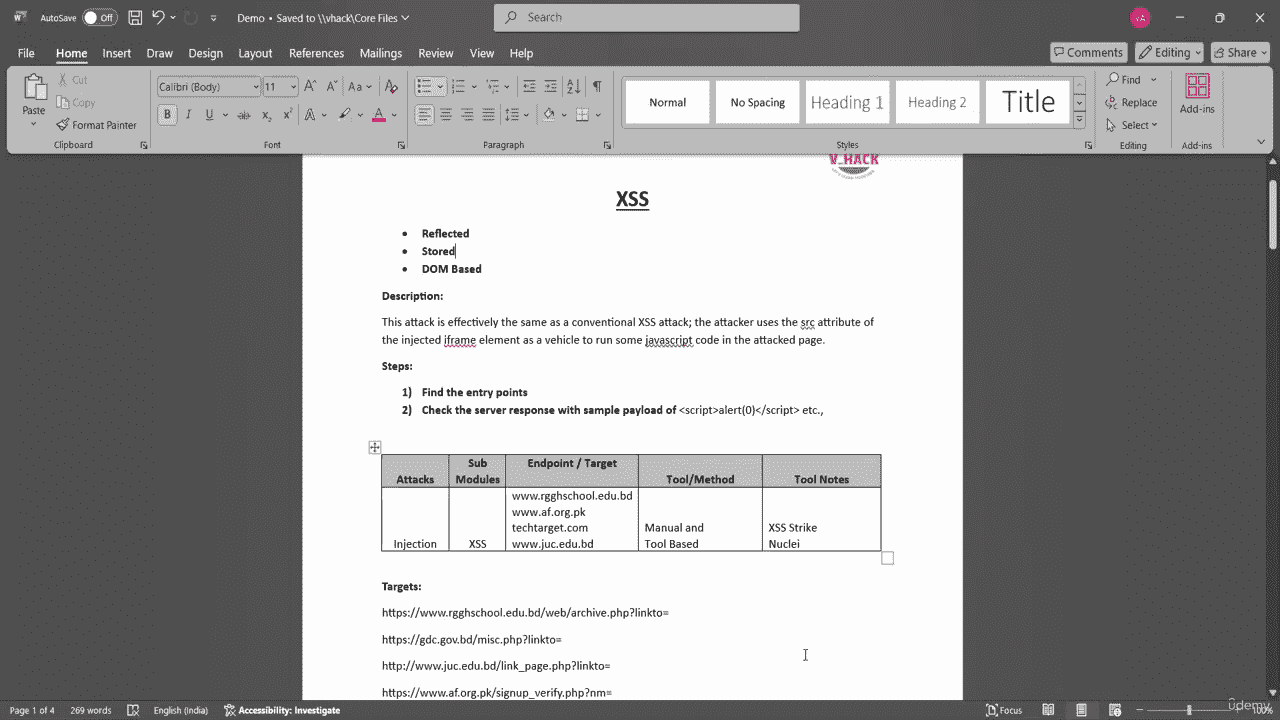 AutoSave Off Demo • Saved to \\vhack\Core Files Search VA
File Home Insert Draw Design Layout References Mailings Review View Help Comments Editing Share
Paste Cut Copy Format Painter Clipboard
Calibri (Body) 11 Font
Paragraph
Normal No Spacing Heading 1 Heading 2 Title Styles
Find Replace Select Editing
Add-ins Add-ins
V_HACK
XSS
• Reflected
• Stored
• DOM Based
Description:
This attack is effectively the same as a conventional XSS attack; the attacker uses the src attribute of
the injected iframe element as a vehicle to run some javascript code in the attacked page.
Steps:
1) Find the entry points
2) Check the server response with sample payload of <script>alert(0)</script> etc.,
Attacks Sub Modules Endpoint / Target Tool/Method Tool Notes
www.rgghschool.edu.bd
www.af.org.pk
techtarget.com Manual and XSS Strike
Injection XSS www.juc.edu.bd Tool Based Nuclei
Targets:
https://www.rgghschool.edu.bd/web/archive.php?linkto=
https://gdc.gov.bd/misc.php?linkto=
http://www.juc.edu.bd/link_page.php?linkto=
https://www.af.org.pk/signup_verify.php?nm=
Page 1 of 4 269 words English (India) Accessibility: Investigate Focus